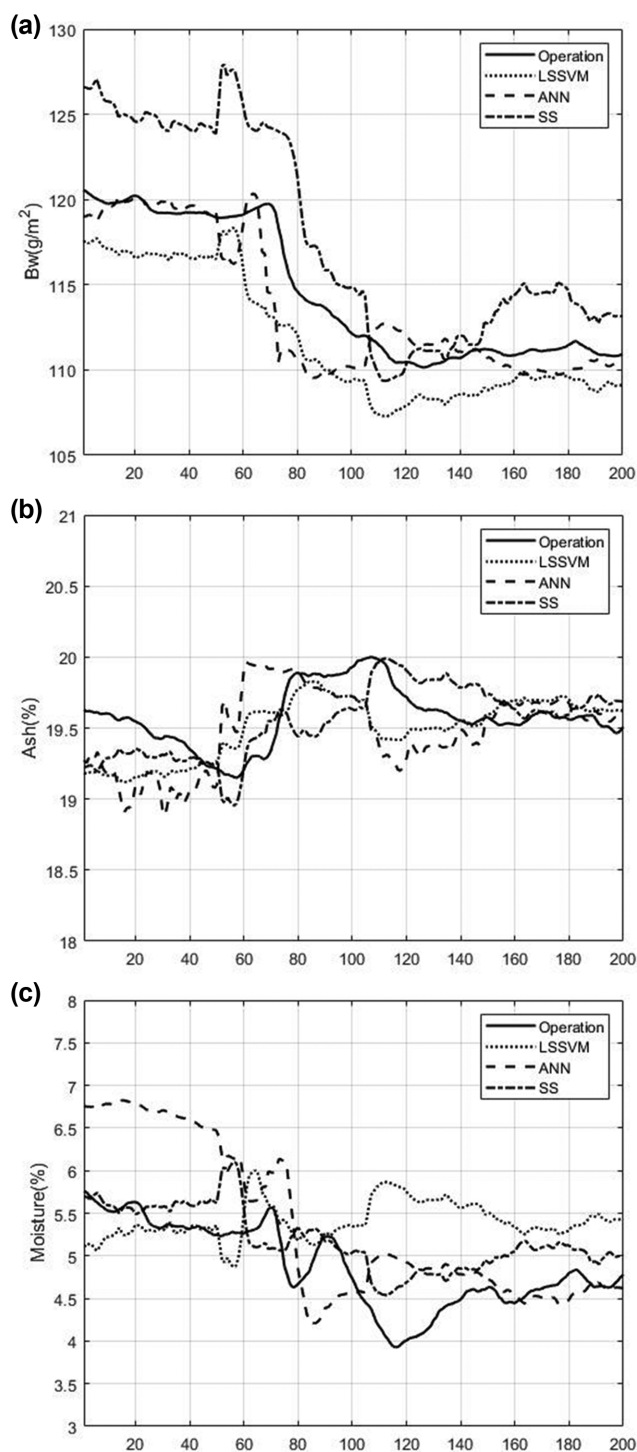 (a)
130
125
120
115
110
105
Bw(g/m²)
Operation
LSSVM
ANN
SS
20 40 60 80 100 120 140 160 180 200
(b)
21
20.5
20
19.5
19
18.5
18
Ash(%)
Operation
LSSVM
ANN
SS
20 40 60 80 100 120 140 160 180 200
(c)
8
7.5
7
6.5
6
5.5
5
4.5
4
3.5
3
Moisture(%)
Operation
LSSVM
ANN
SS
20 40 60 80 100 120 140 160 180 200